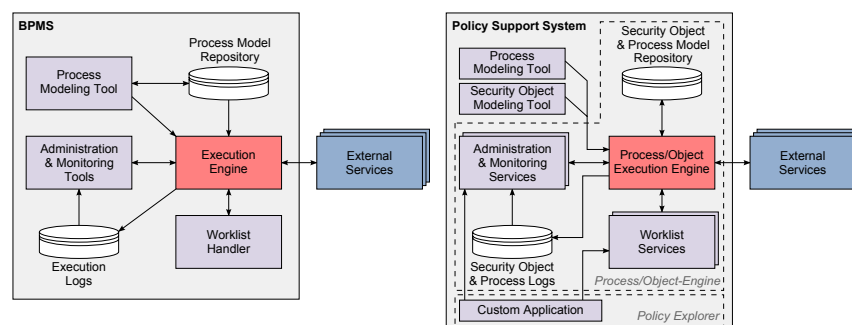 BPMS
Process Model
Repository
Process
Modeling Tool
Administration
& Monitoring
Tools
Execution
Engine
External
Services
Worklist
Handler
Execution
Logs
Policy Support System
Security Object
& Process Model
Repository
Process
Modeling Tool
Security Object
Modeling Tool
Administration
& Monitoring
Services
Process/Object
Execution Engine
External
Services
Worklist
Services
Security Object
& Process Logs
Process/Object-Engine
Custom Application
Policy Explorer